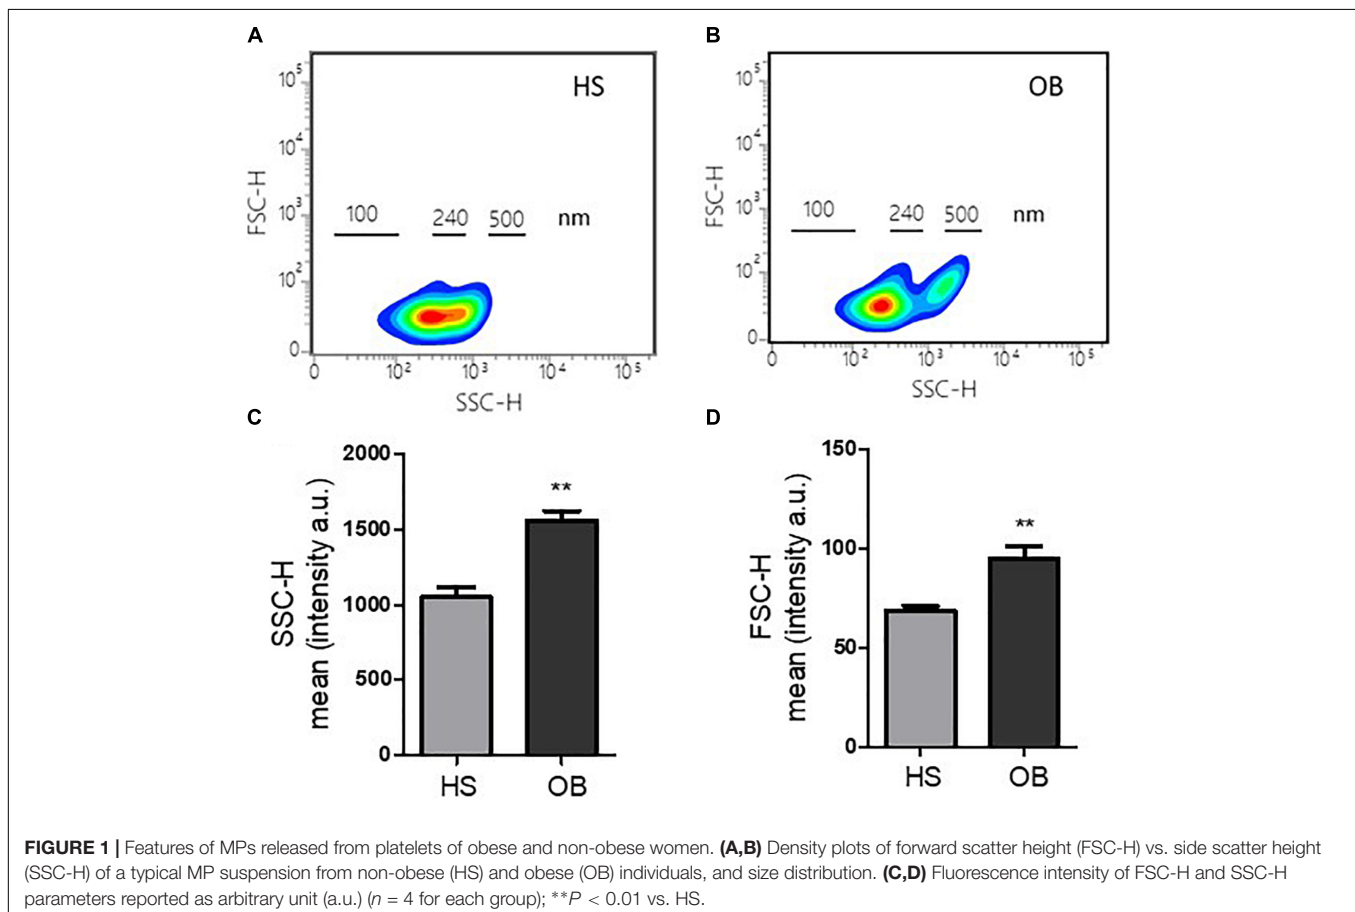 A
HS
10⁵
10⁴
10³
10²
0
FSC-H
100 240 500 nm
0 10² 10³ 10⁴ 10⁵
SSC-H
B
OB
10⁵
10⁴
10³
10²
0
FSC-H
100 240 500 nm
0 10² 10³ 10⁴ 10⁵
SSC-H
C
2000
1500
1000
500
0
SSC-H
mean (intensity a.u.)
**
HS OB
D
150
100
50
0
FSC-H
mean (intensity a.u.)
**
HS OB
FIGURE 1 | Features of MPs released from platelets of obese and non-obese women. (A,B) Density plots of forward scatter height (FSC-H) vs. side scatter height
(SSC-H) of a typical MP suspension from non-obese (HS) and obese (OB) individuals, and size distribution. (C,D) Fluorescence intensity of FSC-H and SSC-H
parameters reported as arbitrary unit (a.u.) (n = 4 for each group); **P < 0.01 vs. HS.